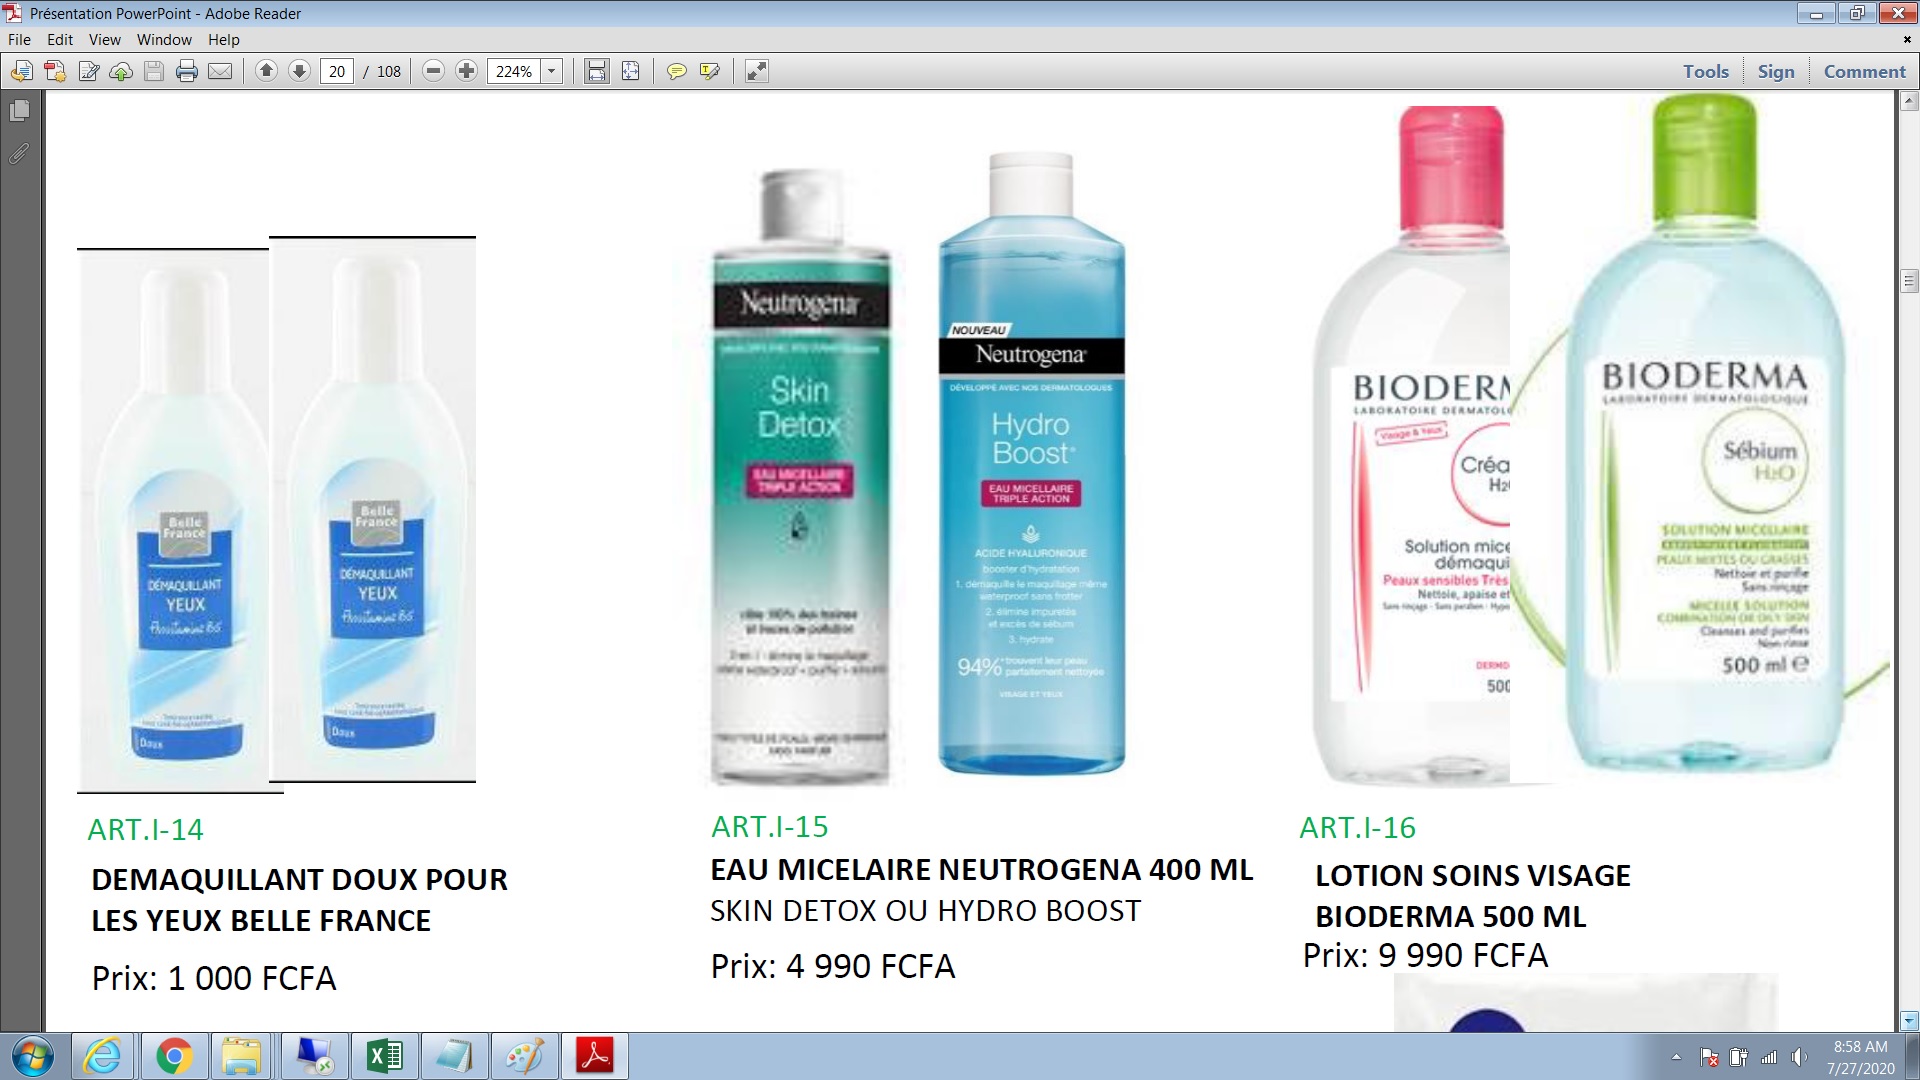 Présentation PowerPoint - Adobe Reader
File Edit View Window Help
20 / 108 224% Tools Sign Comment
Belle
France
DÉMAQUILLANT
YEUX
Doux
Belle
France
DÉMAQUILLANT
YEUX
Doux
Neutrogena
Skin
Detox
EAU MICELLAIRE
TRIPLE ACTION
NOUVEAU
Neutrogena
DÉVELOPPÉ AVEC NOS DERMATOLOGUES
Hydro
Boost
EAU MICELLAIRE
TRIPLE ACTION
ACIDE HYALURONIQUE
booster d'hydratation
1. démaquille le maquillage même
waterproof sans frotter
2. élimine impuretés
et excès de sébum
3. hydrate
94% trouvent leur peau
parfaitement nettoyée
VISAGE ET YEUX
BIODERM
LABORATOIRE DERMATOLO
Visage & Yeux
Créa
H2
Solution mice
démaqui
Peaux sensibles Très
Nettoie, apaise et
Sans rinçage - Sans paraben - Hypo
DERMO
500
BIODERMA
LABORATOIRE DERMATOLOGIQUE
Sébium
H2O
SOLUTION MICELLAIRE
PEAUX MIXTES OU GRASSES
Nettoie et purifie
Sans rinçage
MICELLE SOLUTION
COMBINATION OR OILY SKIN
Cleanses and purifies
Non-rinse
500 ml e
ART.I-14
DEMAQUILLANT DOUX POUR
LES YEUX BELLE FRANCE
Prix: 1 000 FCFA
ART.I-15
EAU MICELAIRE NEUTROGENA 400 ML
SKIN DETOX OU HYDRO BOOST
Prix: 4 990 FCFA
ART.I-16
LOTION SOINS VISAGE
BIODERMA 500 ML
Prix: 9 990 FCFA
8:58 AM
7/27/2020